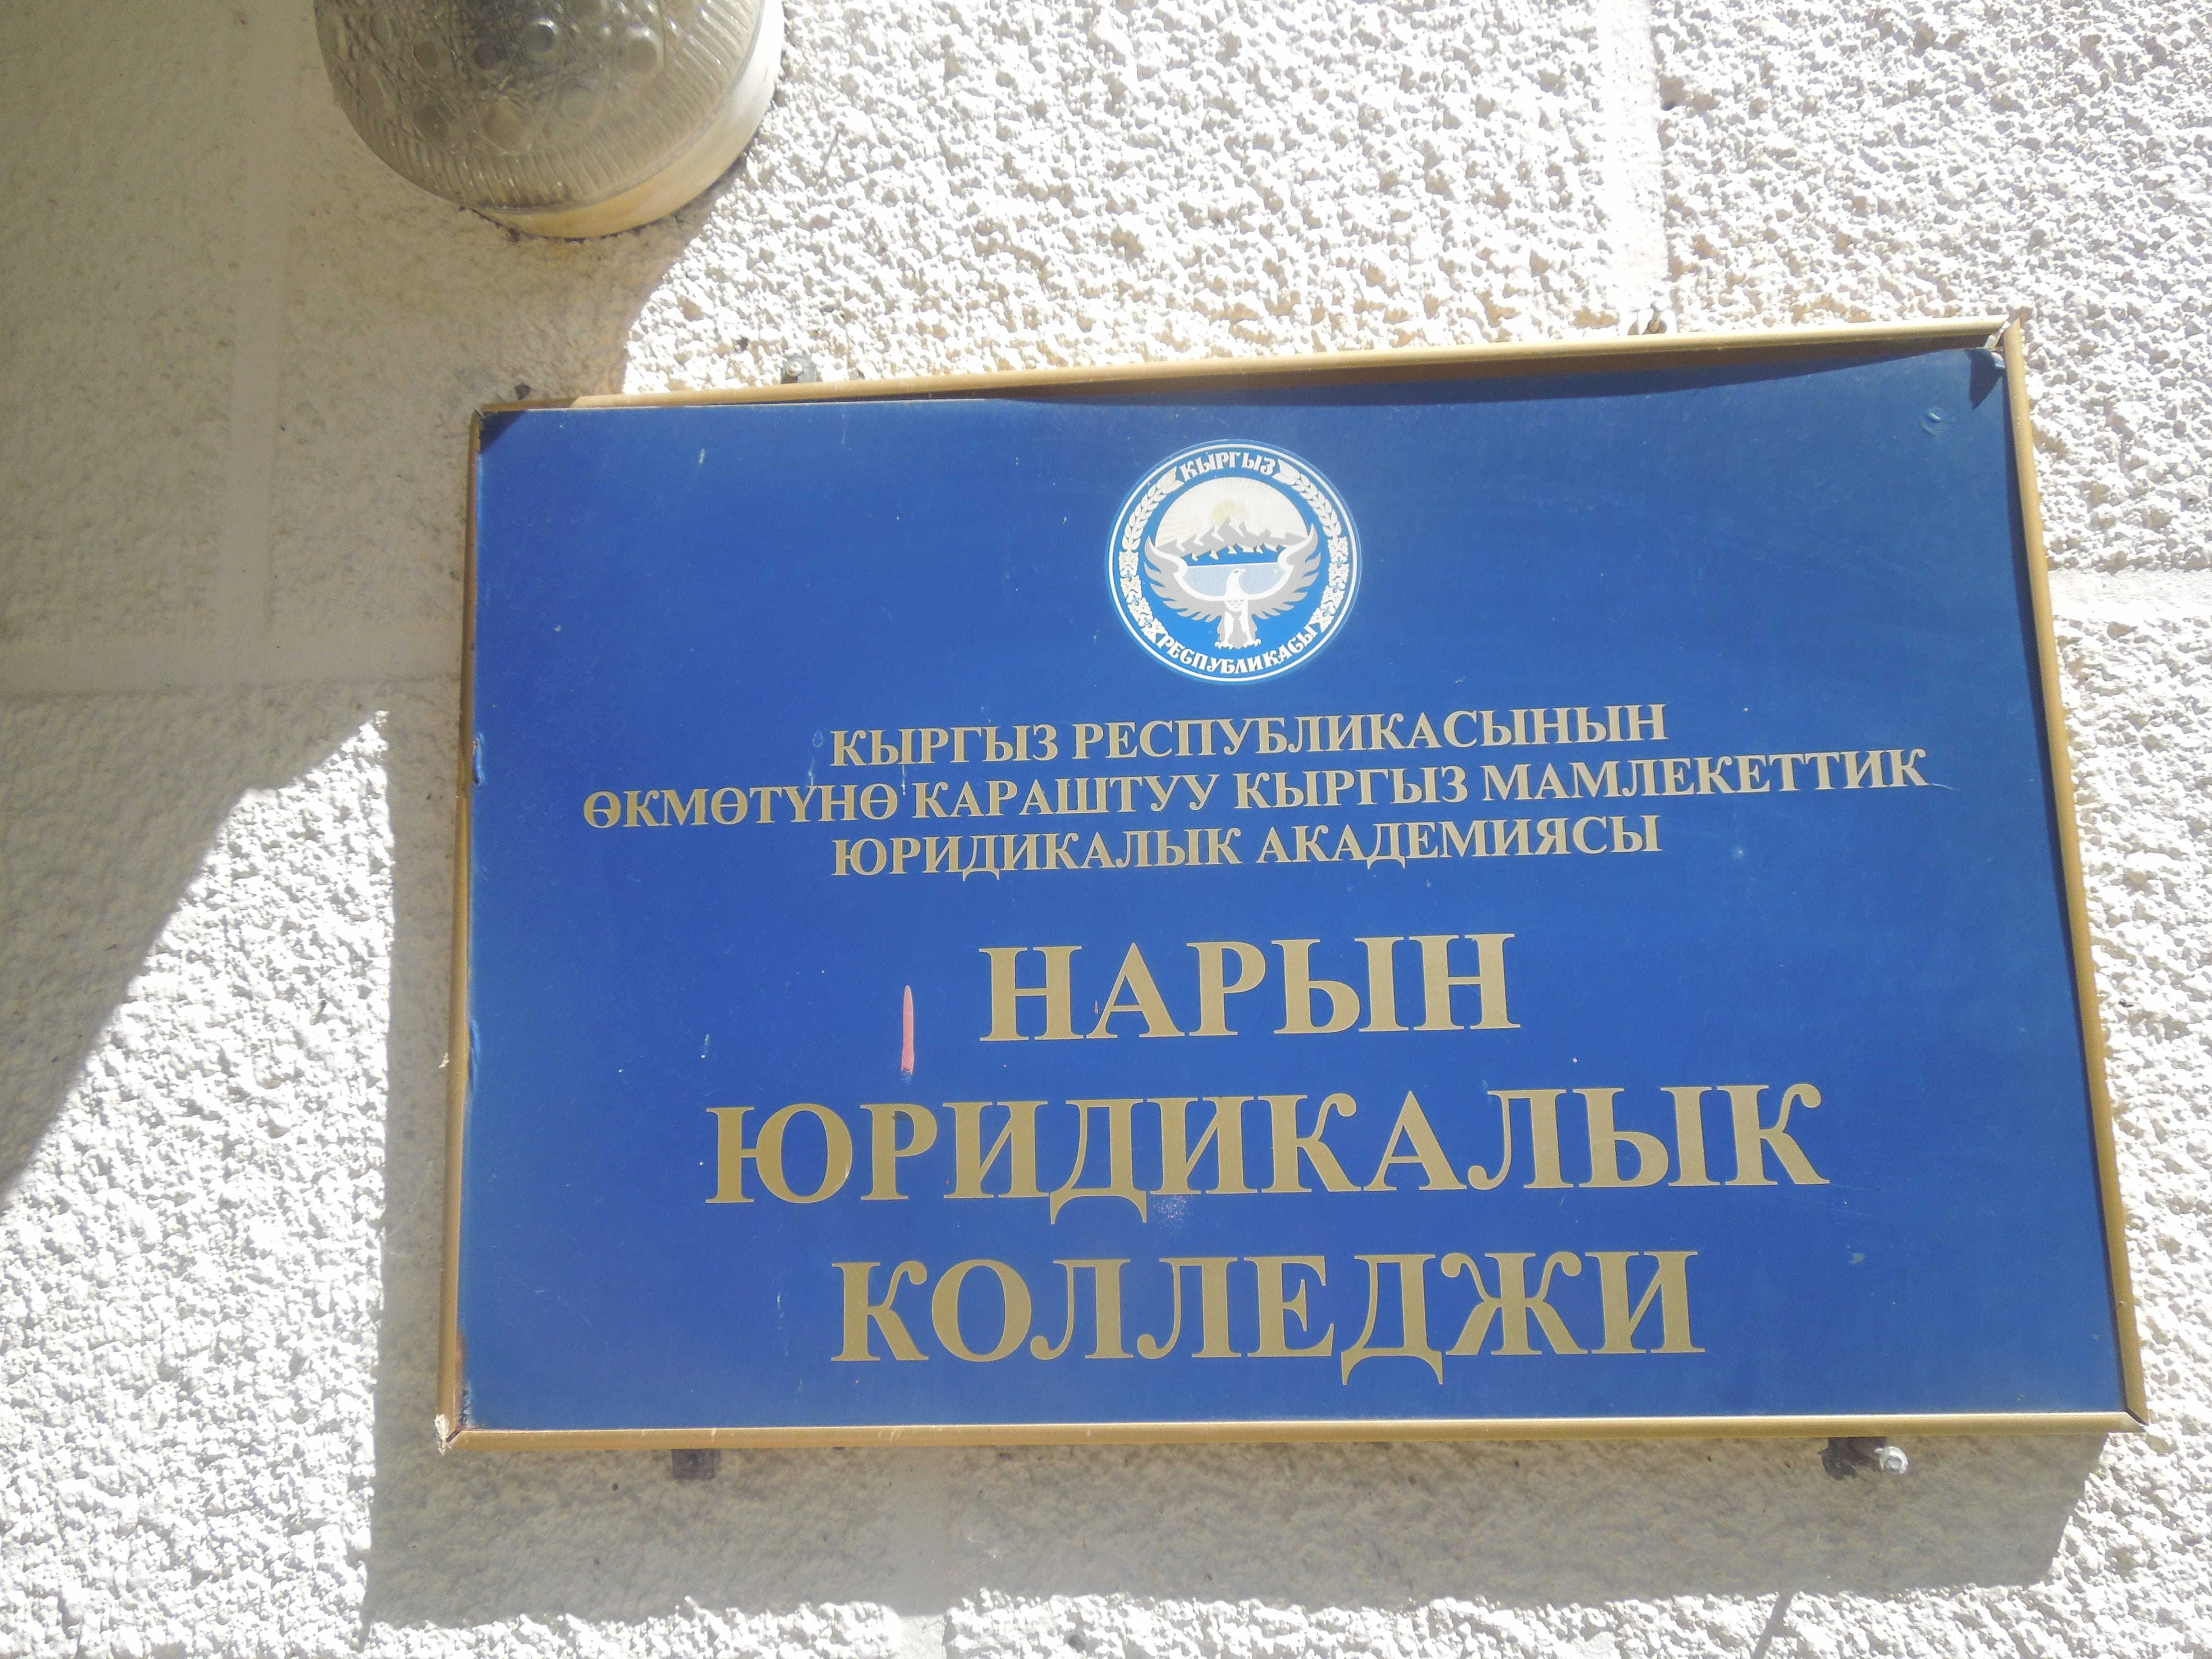 КЫРГЫЗ
РЕСПУБЛИКАСЫ
КЫРГЫЗ РЕСПУБЛИКАСЫНЫН
ӨКМӨТҮНӨ КАРАШТУУ КЫРГЫЗ МАМЛЕКЕТТИК
ЮРИДИКАЛЫК АКАДЕМИЯСЫ
НАРЫН
ЮРИДИКАЛЫК
КОЛЛЕДЖИ